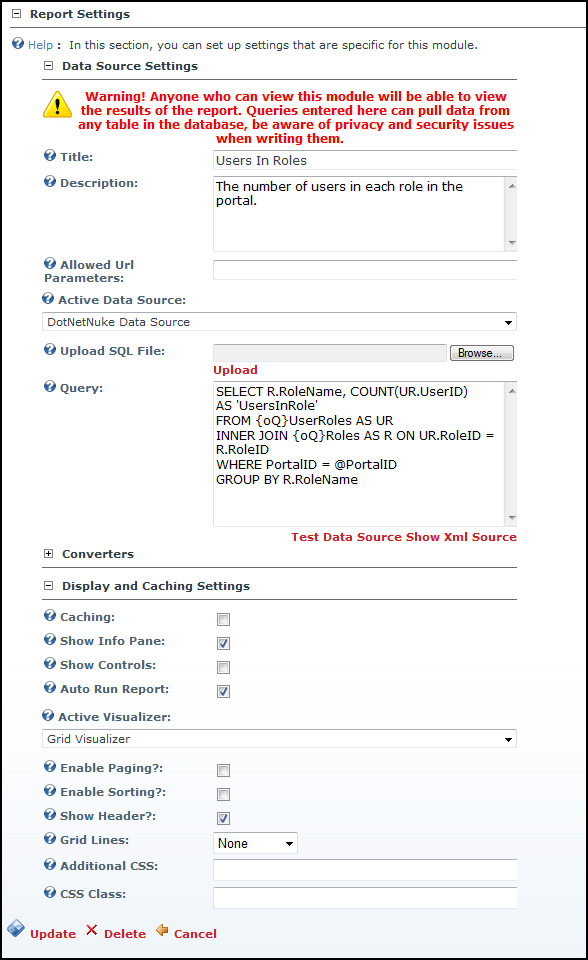 Report Settings
Help : In this section, you can set up settings that are specific for this module.
Data Source Settings
Warning! Anyone who can view this module will be able to view
the results of the report. Queries entered here can pull data from
any table in the database, be aware of privacy and security issues
when writing them.
Title: Users In Roles
Description: The number of users in each role in the
portal.
Allowed Url
Parameters:
Active Data Source:
DotNetNuke Data Source
Upload SQL File: Browse...
Upload
Query: SELECT R.RoleName, COUNT(UR.UserID)
AS 'UsersInRole'
FROM {oQ}UserRoles AS UR
INNER JOIN {oQ}Roles AS R ON UR.RoleID =
R.RoleID
WHERE PortalID = @PortalID
GROUP BY R.RoleName
Test Data Source Show Xml Source
Converters
Display and Caching Settings
Caching:
Show Info Pane:
Show Controls:
Auto Run Report:
Active Visualizer:
Grid Visualizer
Enable Paging?:
Enable Sorting?:
Show Header?:
Grid Lines: None
Additional CSS:
CSS Class:
Update Delete Cancel